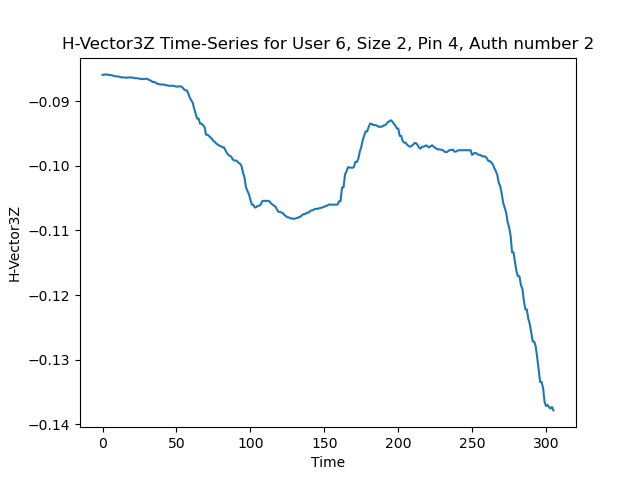 H-Vector3Z Time-Series for User 6, Size 2, Pin 4, Auth number 2
H-Vector3Z
−0.09
−0.10
−0.11
−0.12
−0.13
−0.14
0 50 100 150 200 250 300
Time